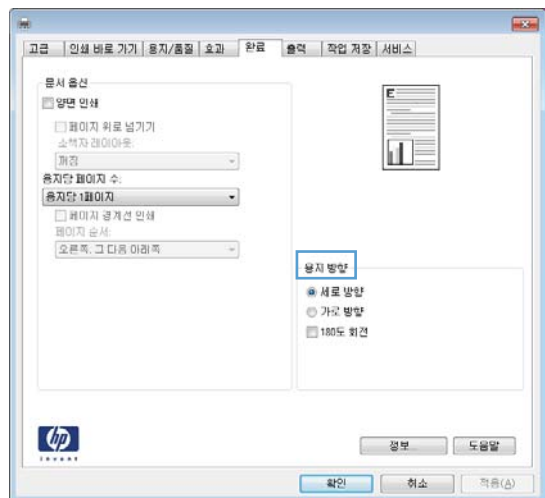 고급 인쇄 바로 가기 용지/품질 효과 완료 출력 작업 저장 서비스
문서 옵션
양면 인쇄
페이지 위로 넘기기
소책자 레이아웃:
꺼짐
용지당 페이지 수:
용지당 1페이지
페이지 경계선 인쇄
페이지 순서:
오른쪽, 그 다음 아래쪽
E
용지 방향
세로 방향
가로 방향
180도 회전
hp
invent
정보...
도움말
확인
취소
적용(A)